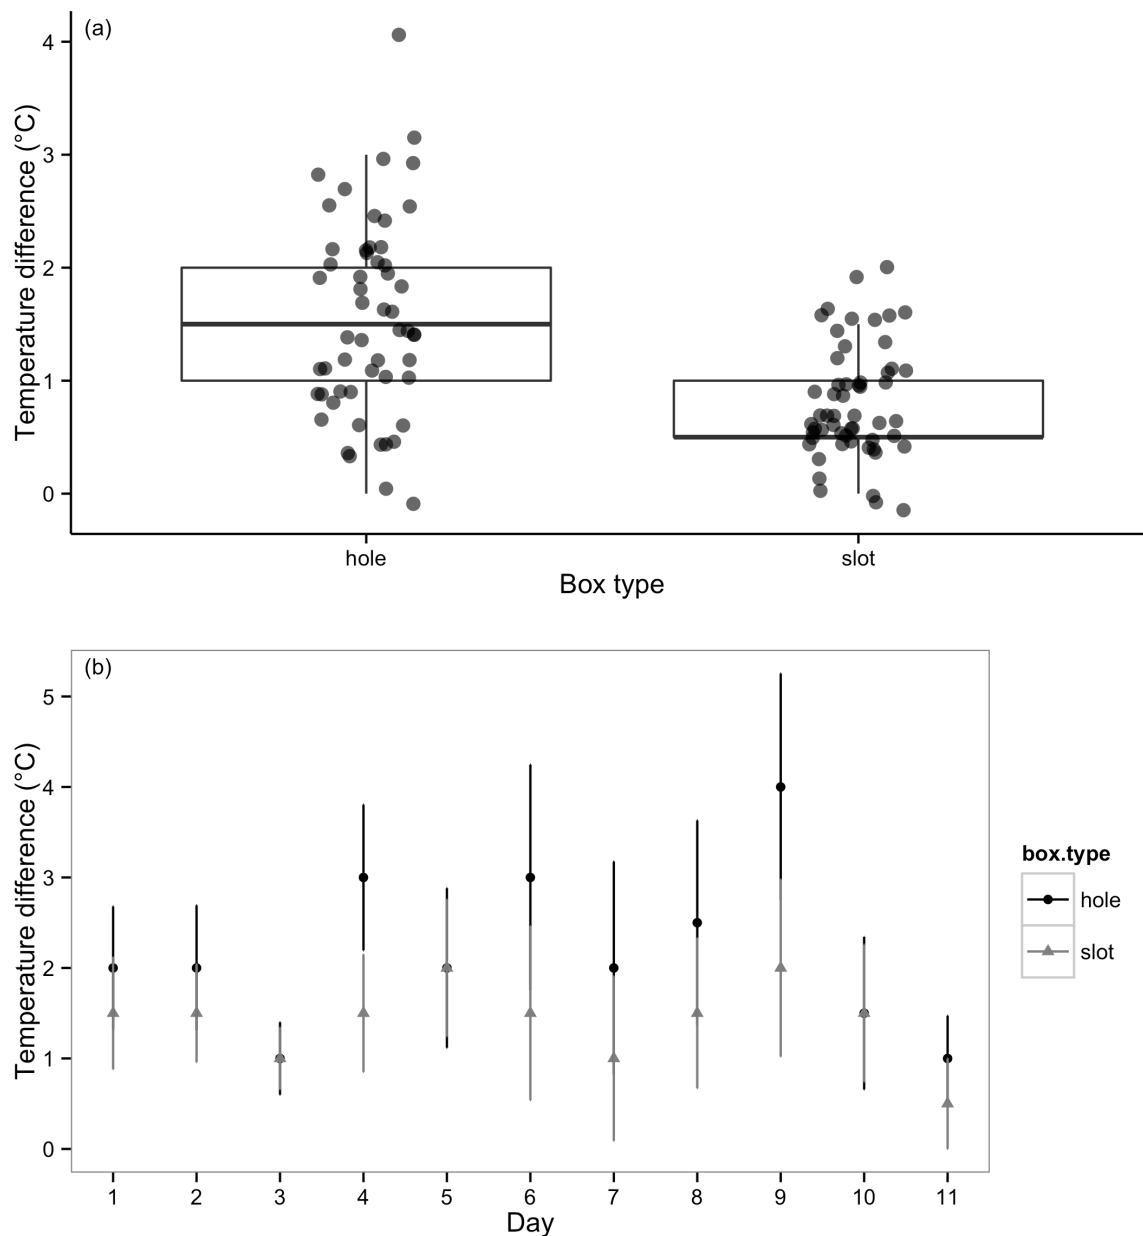 (a)
Temperature difference (°C)
4
3
2
1
0
hole
slot
Box type
(b)
Temperature difference (°C)
5
4
3
2
1
0
1 2 3 4 5 6 7 8 9 10 11
Day
box.type
hole
slot